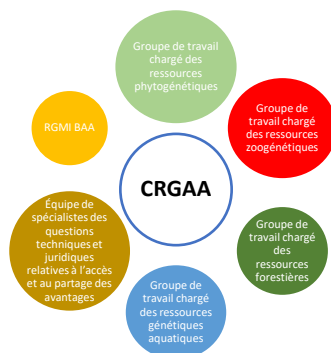 Groupe de travail
chargé des
ressources
phytogénétiques
Groupe de travail
chargé des
ressources
zoogénétiques
RGMI BAA
CRGAA
Équipe de
spécialistes des
questions
techniques et
juridiques
relatives à l'accès
et au partage des
avantages
Groupe de
travail chargé
des
ressources
forestières
Groupe de
travail chargé
des ressources
génétiques
aquatiques